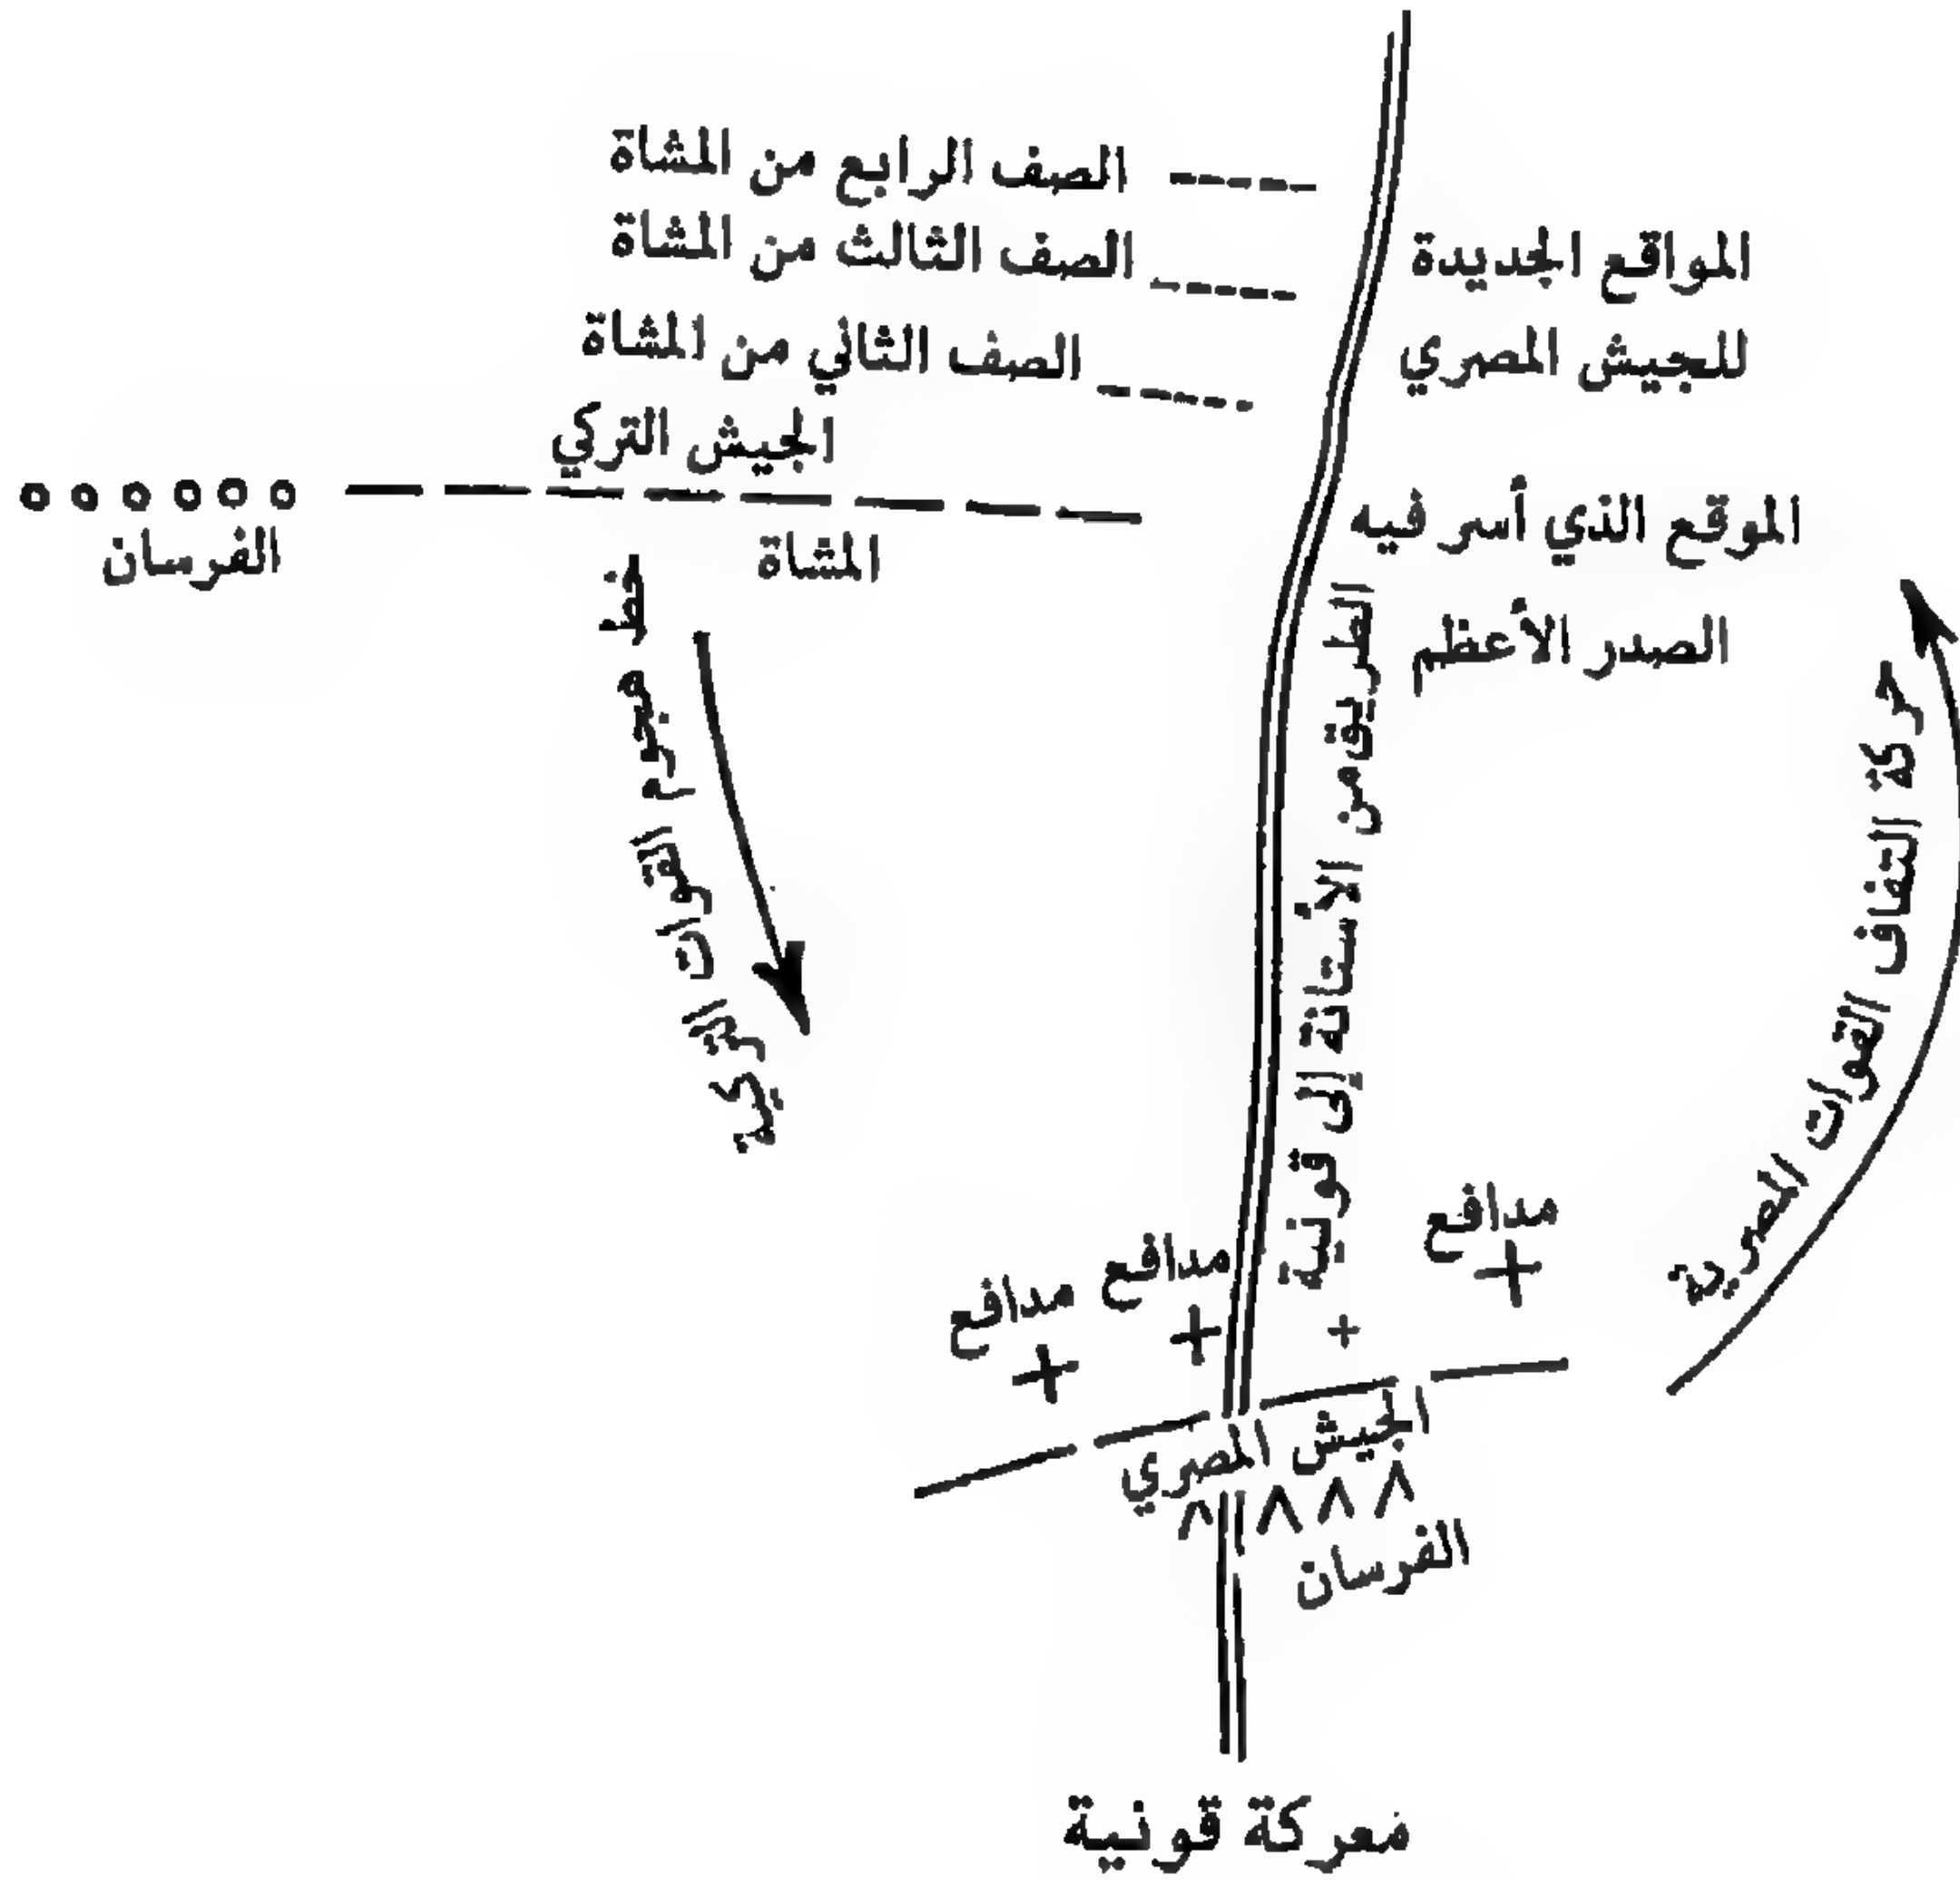 الصف الرابع من المشاة
الصف الثالث من المشاة
الصف الثاني من المشاة
الجيش التركي
الفرسان
المشاة
المواقع الجديدة
للجيش المصري
الموقع الذي أسر فيه
الصدر الأعظم
خط هجوم القوات التركية
الطريق من الأستانة إلى قونية
حركة التفاف القوات المصرية
مدافع
مدافع
مدافع
الجيش المصري
الفرسان
معركة قونية